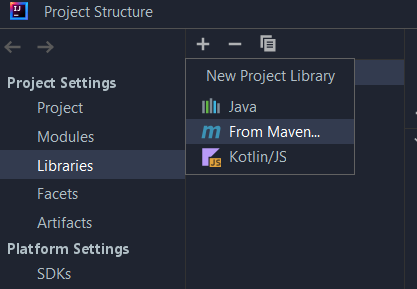 Project Structure
New Project Library
Project Settings
Java
Project
From Maven...
Modules
Kotlin/JS
Libraries
Facets
Artifacts
Platform Settings
SDKs